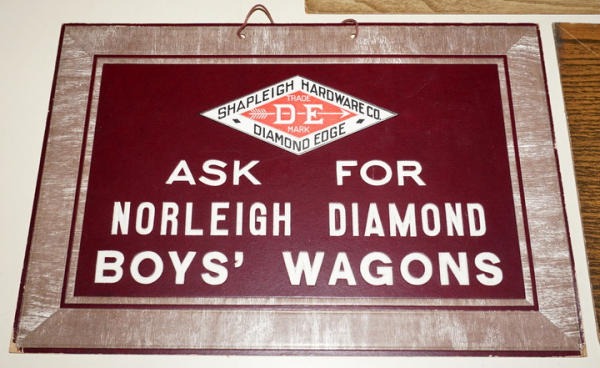 SHAPLEIGH HARDWARE CO.
TRADE
D-E
MARK
DIAMOND EDGE
ASK FOR
NORLEIGH DIAMOND
BOYS' WAGONS